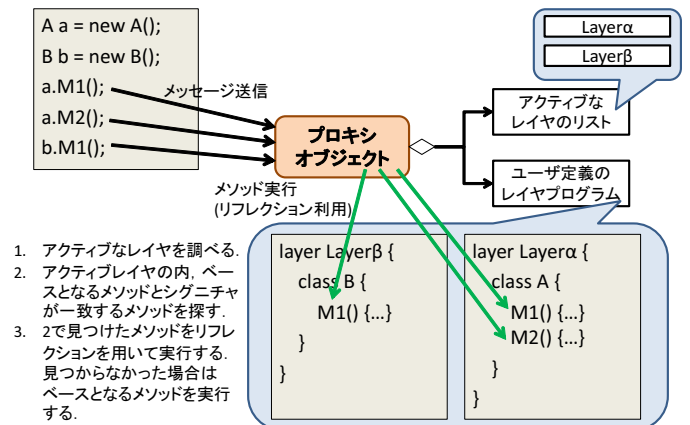 A a = new A();
B b = new B();
a.M1();
a.M2();
b.M1();
メッセージ送信
プロキシ
オブジェクト
Layerα
Layerβ
アクティブな
レイヤのリスト
ユーザ定義の
レイヤプログラム
メソッド実行
(リフレクション利用)
1. アクティブなレイヤを調べる.
2. アクティブレイヤの内, ベー
スとなるメソッドとシグニチャ
が一致するメソッドを探す.
3. 2で見つけたメソッドをリフレ
クションを用いて実行する.
見つからなかった場合は
ベースとなるメソッドを実行
する.
layer Layerβ {
class B {
M1() {...}
}
}
layer Layerα {
class A {
M1() {...}
M2() {...}
}
}